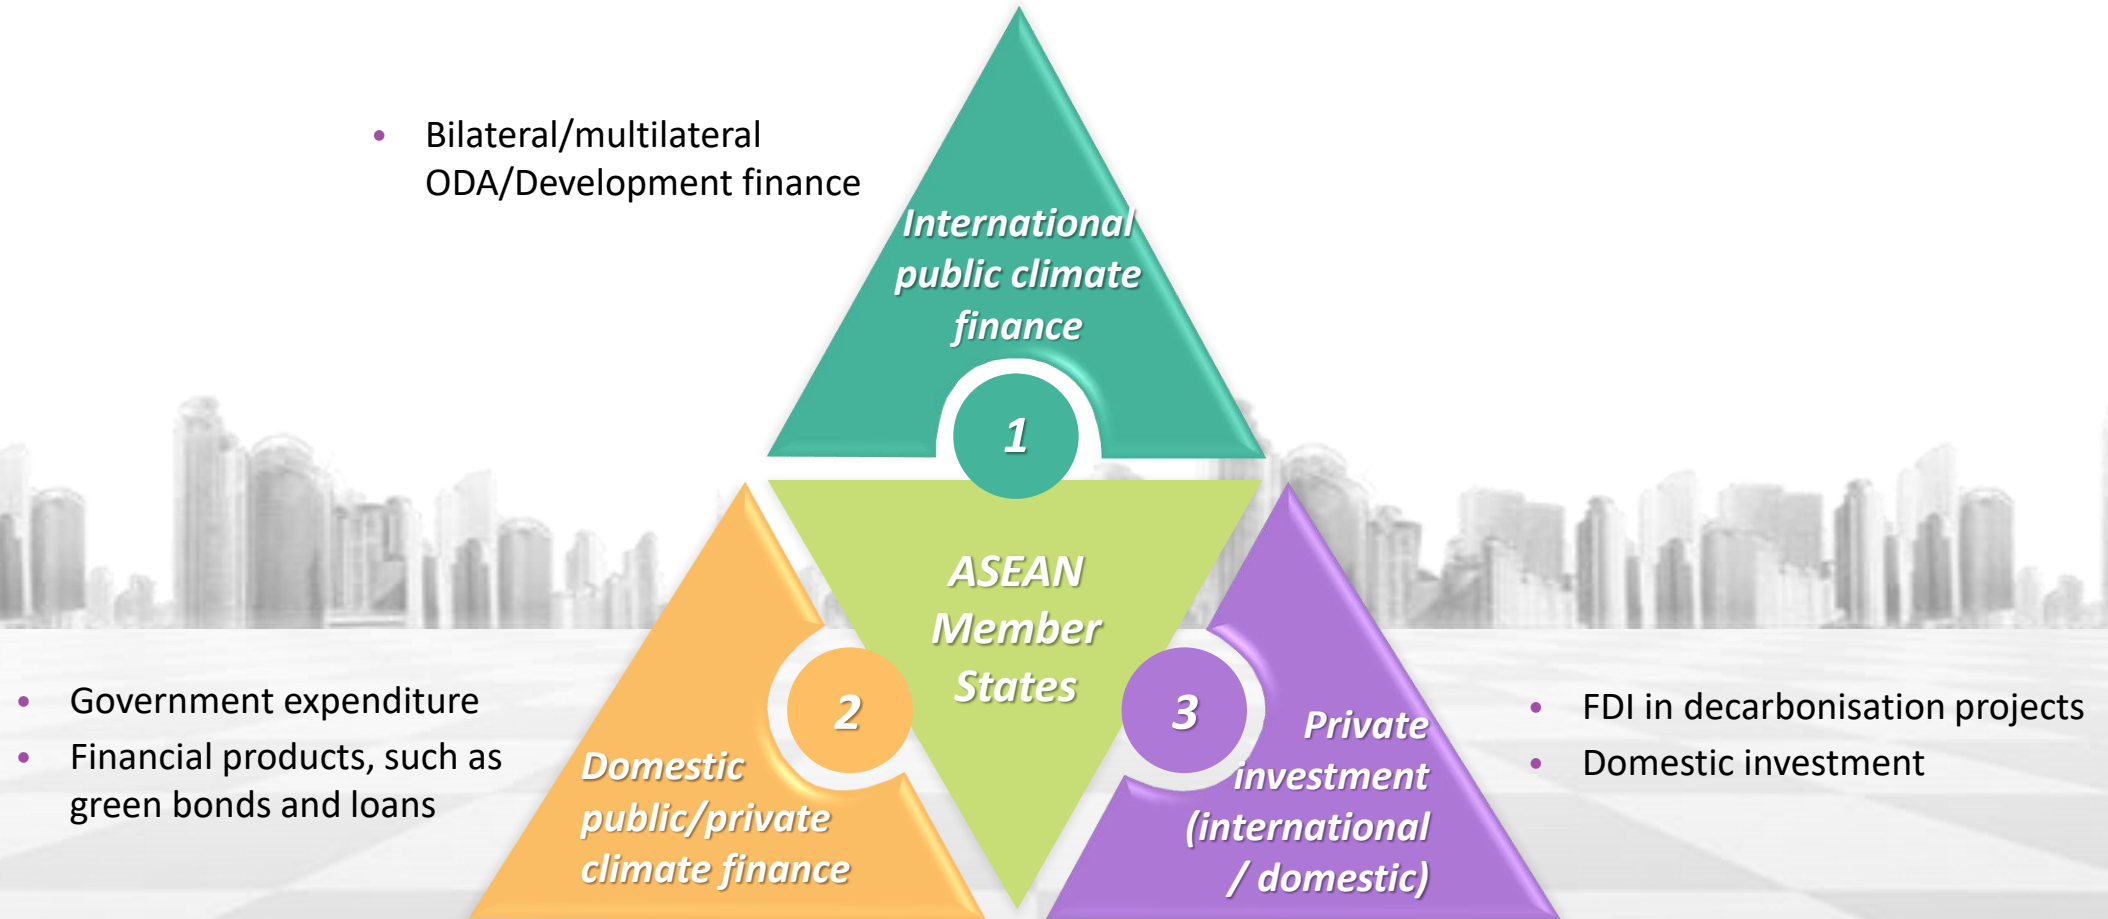 • Bilateral/multilateral
ODA/Development finance
International
public climate
finance
1
ASEAN
Member
States
2
Domestic
public/private
climate finance
• Government expenditure
• Financial products, such as
green bonds and loans
3
Private
investment
(international
/ domestic)
• FDI in decarbonisation projects
• Domestic investment